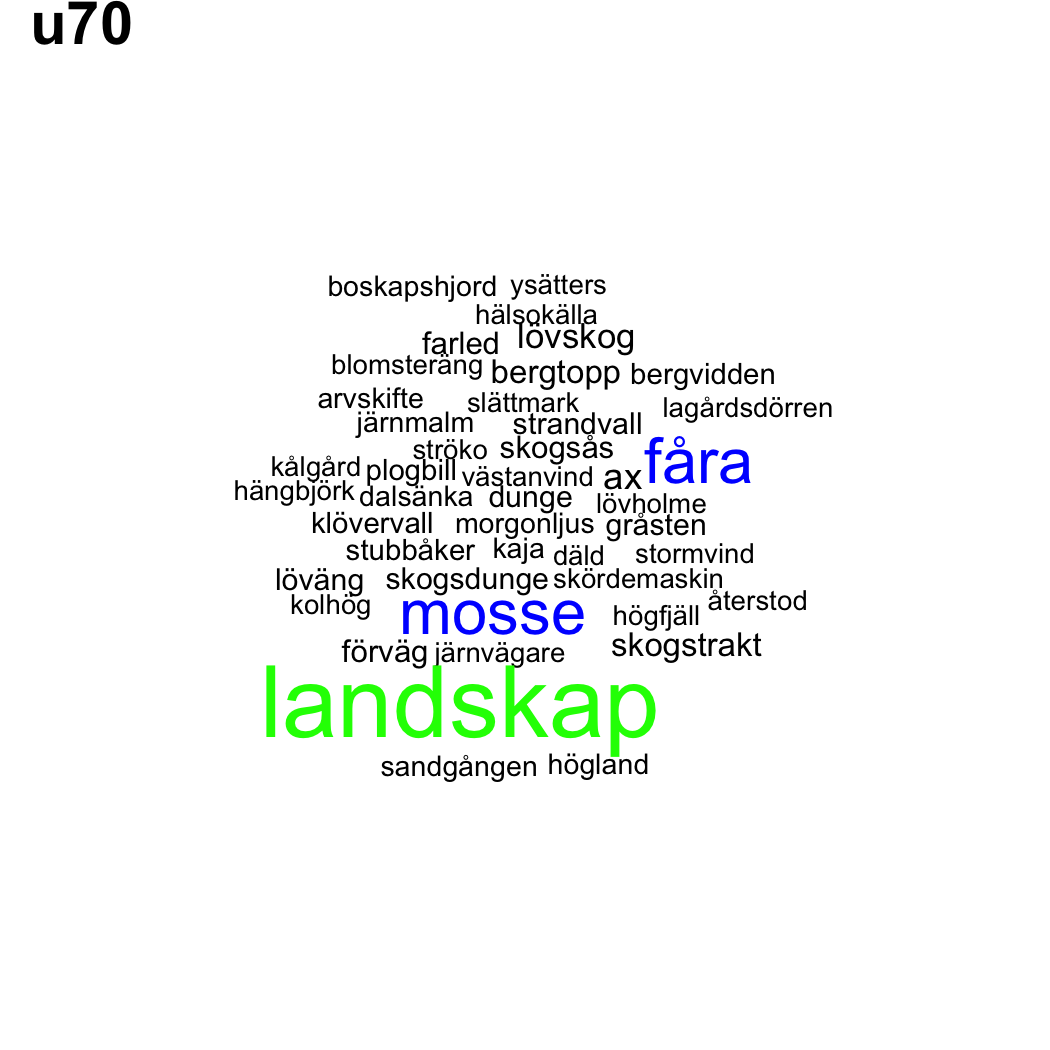 u70
boskapshjord ysätters
hälsokälla
farled lövskog
blomsteräng bergtopp bergvidden
arvskifte slättmark lagårdsdörren
järnmalm strandvall
ströko skogsås fåra
kålgård plogbill västanvind ax
hängbjörk dalsänka dunge lövholme
klövervall morgonljus gråsten
stubbåker kaja däld stormvind
löväng skogsdunge skördemaskin
kolhög mosse högfjäll återstod
förväg järnvägare skogstrakt
landskap
sandgången högland